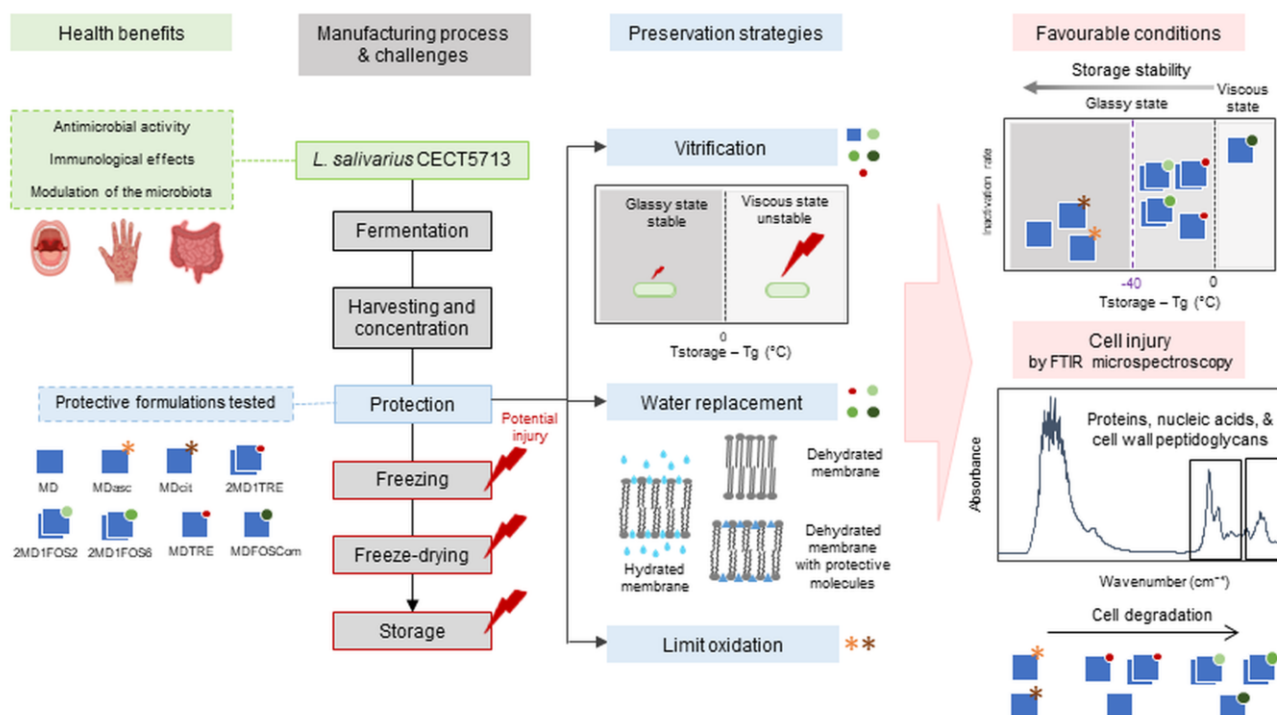 Health benefits
Antimicrobial activity
Immunological effects
Modulation of the microbiota
Protective formulations tested
MD
MDasc
MDcit
2MD1TRE
2MD1FOS2
2MD1FOS6
MDTRE
MDFOSCom
Manufacturing process
& challenges
L. salivarius CECT5713
Fermentation
Harvesting and
concentration
Protection
Potential
injury
Freezing
Freeze-drying
Storage
Preservation strategies
Vitrification
Glassy state
stable
Viscous state
unstable
0
Tstorage – Tg (°C)
Water replacement
Hydrated
membrane
Dehydrated
membrane
Dehydrated
membrane
with protective
molecules
Limit oxidation
Favourable conditions
Storage stability
Glassy state
Viscous
state
Inactivation rate
-40
0
Tstorage – Tg (°C)
Cell injury
by FTIR microspectroscopy
Proteins, nucleic acids, &
cell wall peptidoglycans
Absorbance
Wavenumber (cm⁻¹)
Cell degradation